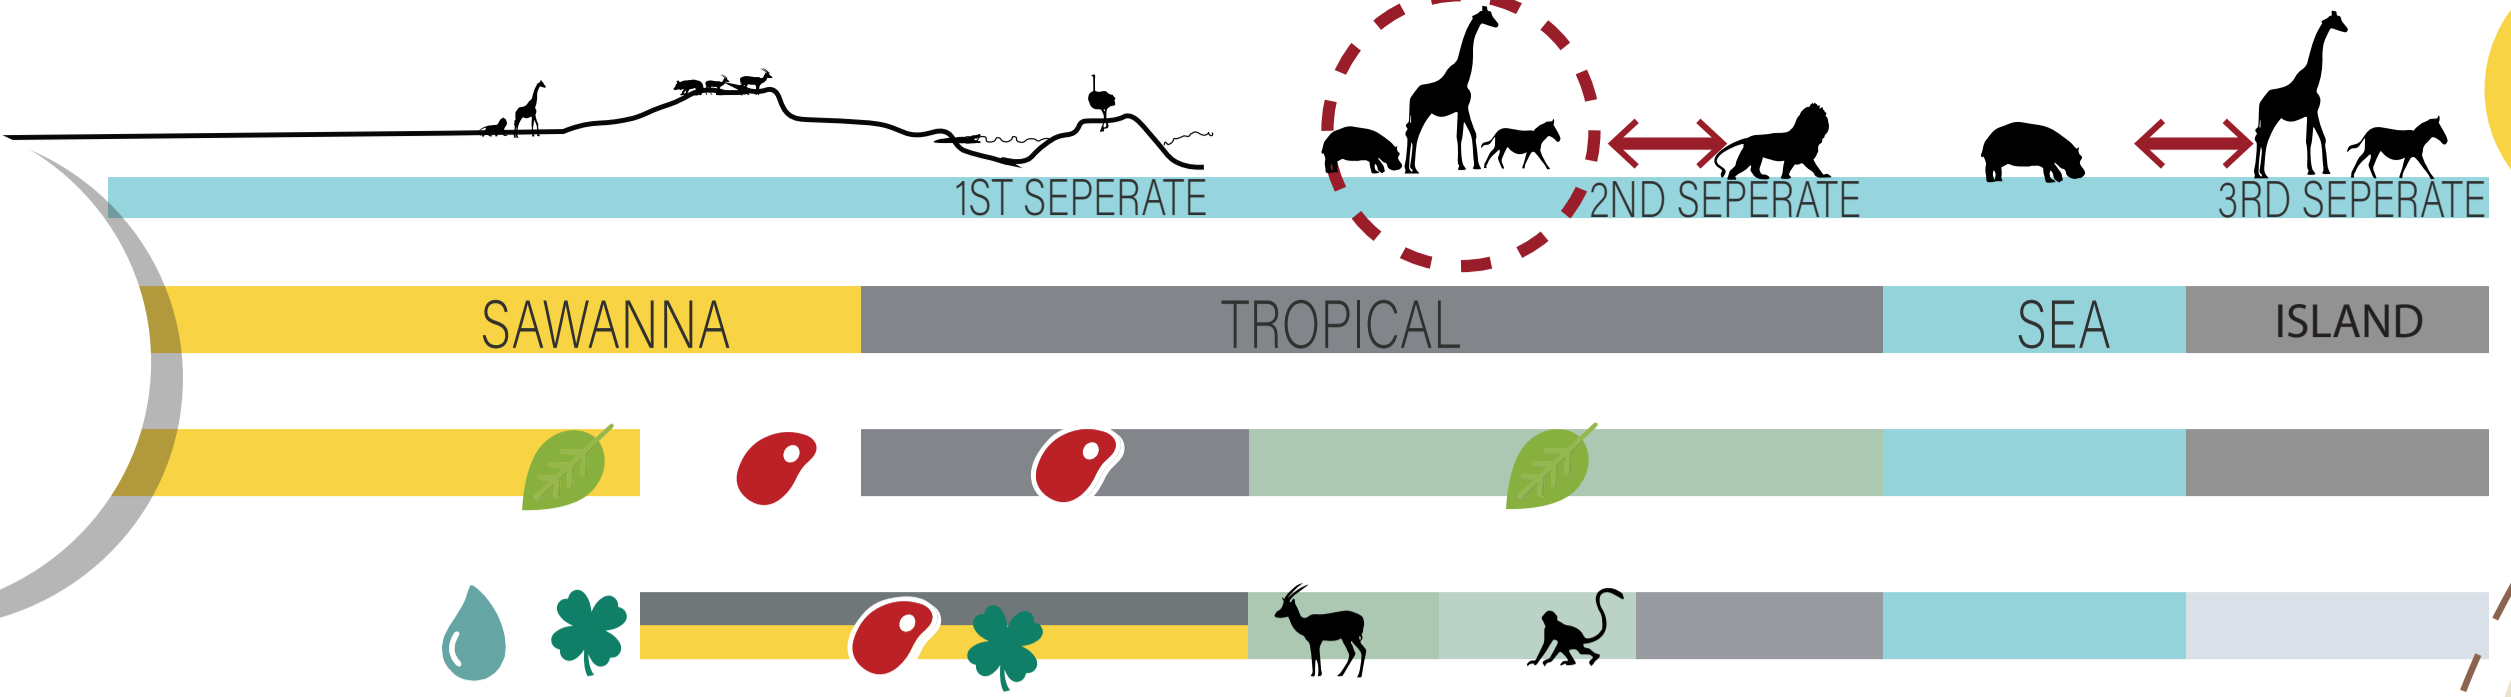 1ST SEPERATE
2ND SEPERATE
3RD SEPERATE
SAWANNA
TROPICAL
SEA
ISLAND